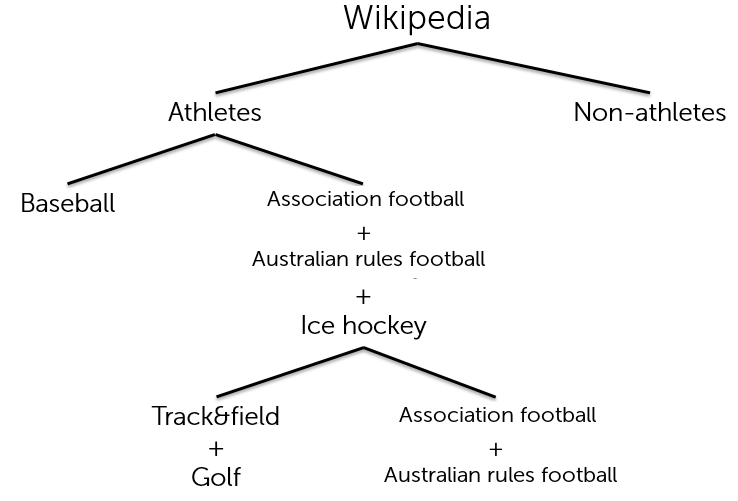 Wikipedia
Athletes
Non-athletes
Baseball
Association football
+
Australian rules football
+
Ice hockey
Track&field
+
Golf
Association football
+
Australian rules football